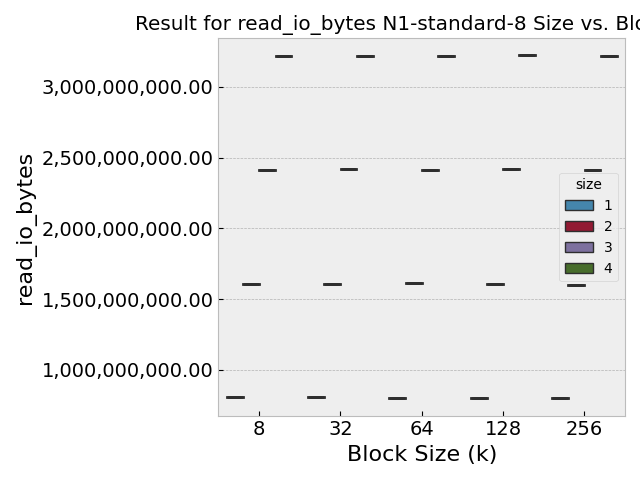 Result for read_io_bytes N1-standard-8 Size vs. Blo
3,000,000,000.00
2,500,000,000.00
2,000,000,000.00
1,500,000,000.00
1,000,000,000.00
read_io_bytes
size
1
2
3
4
8 32 64 128 256
Block Size (k)